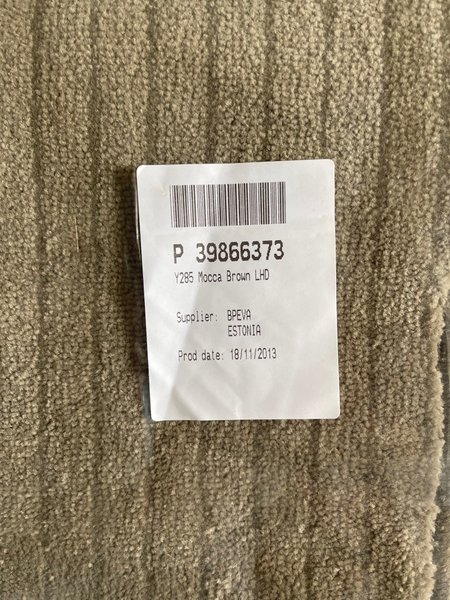 P 39866373
Y285 Mocca Brown LHD
Supplier: BPEVA
ESTONIA
Prod date: 18/11/2013